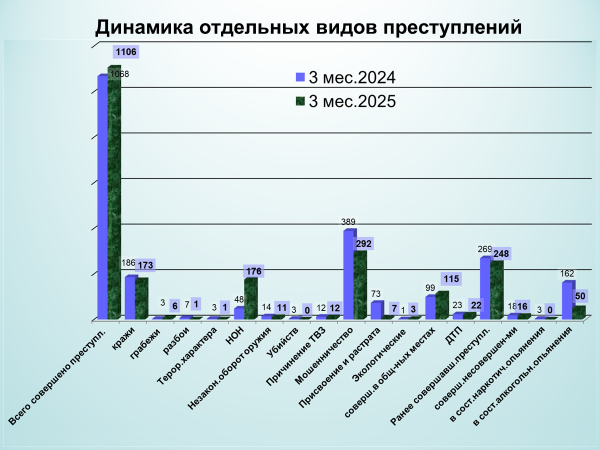 Динамика отдельных видов преступлений
3 мес.2024
3 мес.2025
1106
1068
186 173
3 6
7 1
3 1
48 176
14 11
3 0
12 12
389 292
73 7
1 3
99 115
23 22
269 248
18 16
3 0
162 50
Всего совершено преступл.
кражи
грабежи
разбои
Терор.характера
НОН
Незакон.оборот оружия
Убийств
Причинение ТВЗ
Мошенничество
Присвоение и растрата
Экологические
соверш.в общ-ных местах
ДТП
Ранее совершавш.преступл.
соверш.несовершен-ми
в сост.наркотич.опьянения
в сост.алкогольн.опьянения